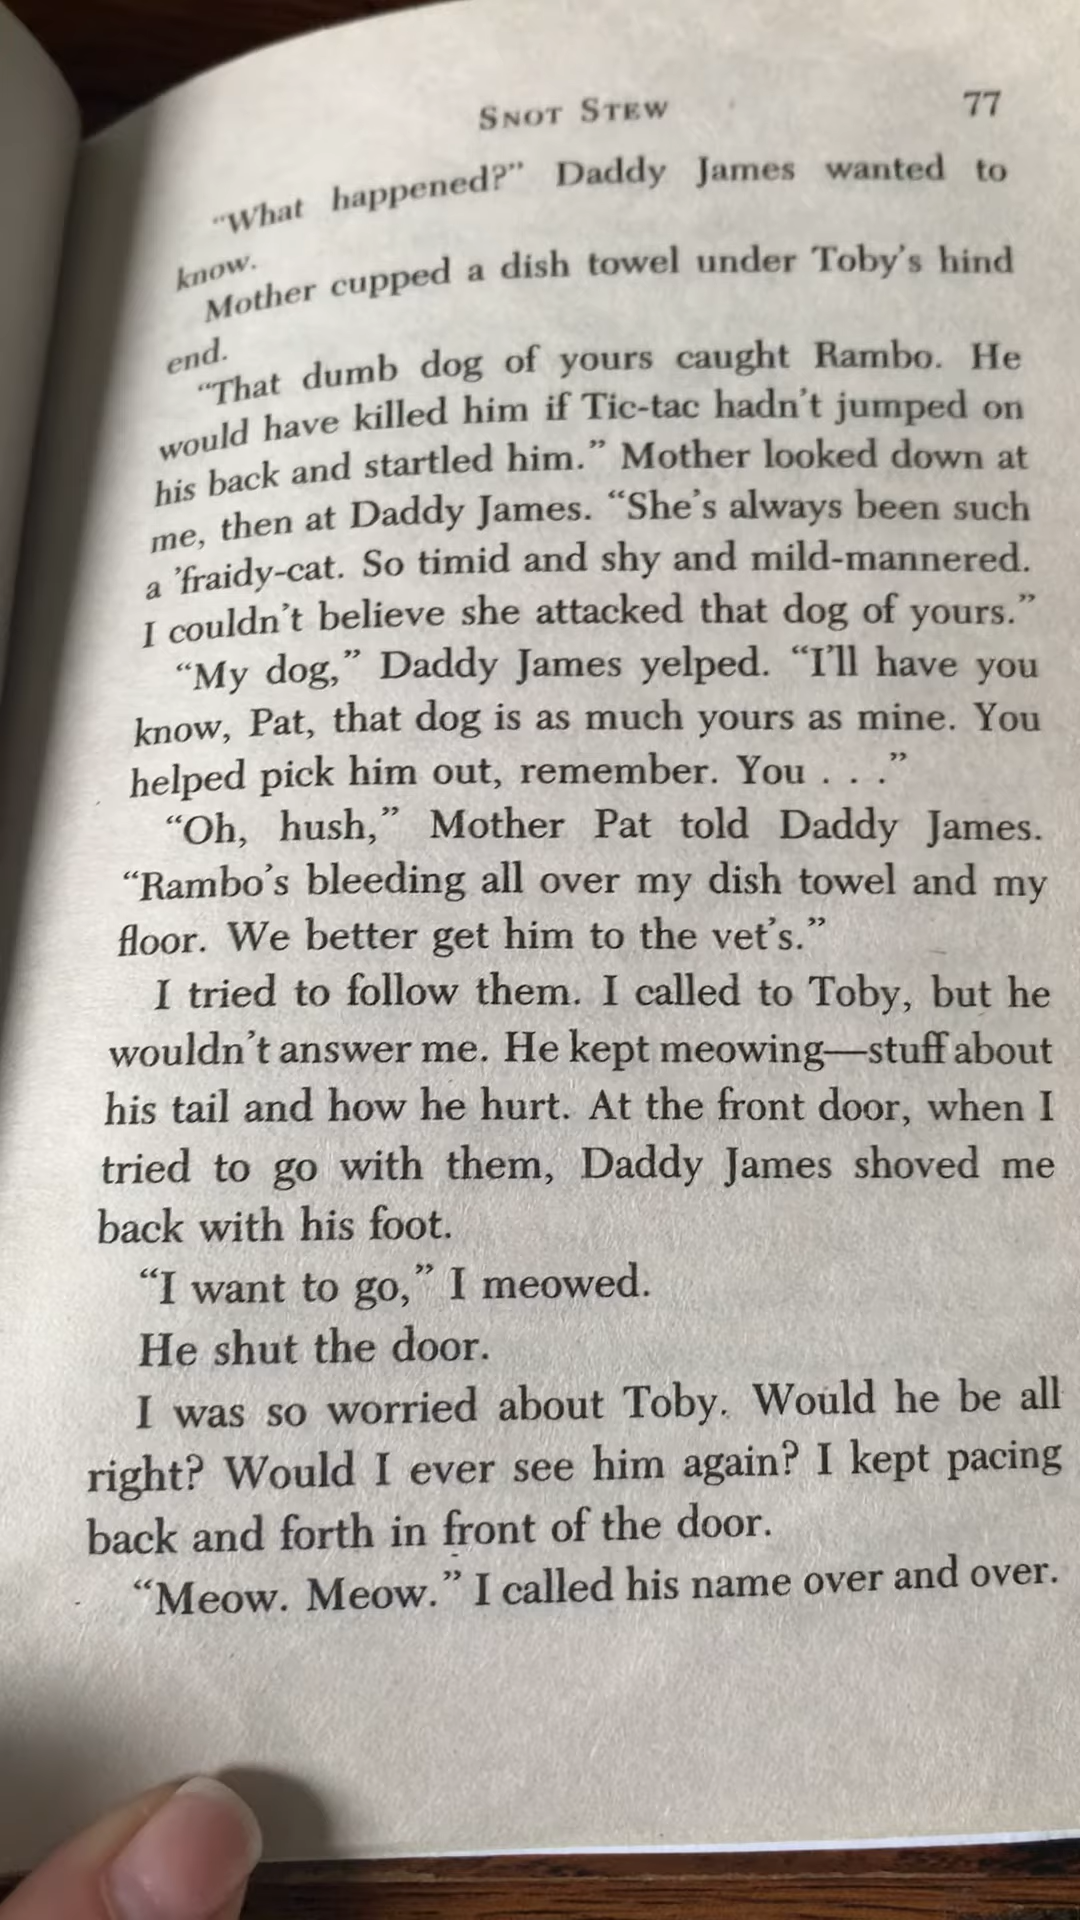 SNOT STEW 77
"What happened?" Daddy James wanted to
know.
Mother cupped a dish towel under Toby's hind
end.
"That dumb dog of yours caught Rambo. He
would have killed him if Tic-tac hadn't jumped on
his back and startled him." Mother looked down at
me, then at Daddy James. "She's always been such
a 'fraidy-cat. So timid and shy and mild-mannered.
I couldn't believe she attacked that dog of yours."
"My dog," Daddy James yelped. "I'll have you
know, Pat, that dog is as much yours as mine. You
helped pick him out, remember. You . . ."
"Oh, hush," Mother Pat told Daddy James.
"Rambo's bleeding all over my dish towel and my
floor. We better get him to the vet's."
I tried to follow them. I called to Toby, but he
wouldn't answer me. He kept meowing—stuff about
his tail and how he hurt. At the front door, when I
tried to go with them, Daddy James shoved me
back with his foot.
"I want to go," I meowed.
He shut the door.
I was so worried about Toby. Would he be all
right? Would I ever see him again? I kept pacing
back and forth in front of the door.
"Meow. Meow." I called his name over and over.